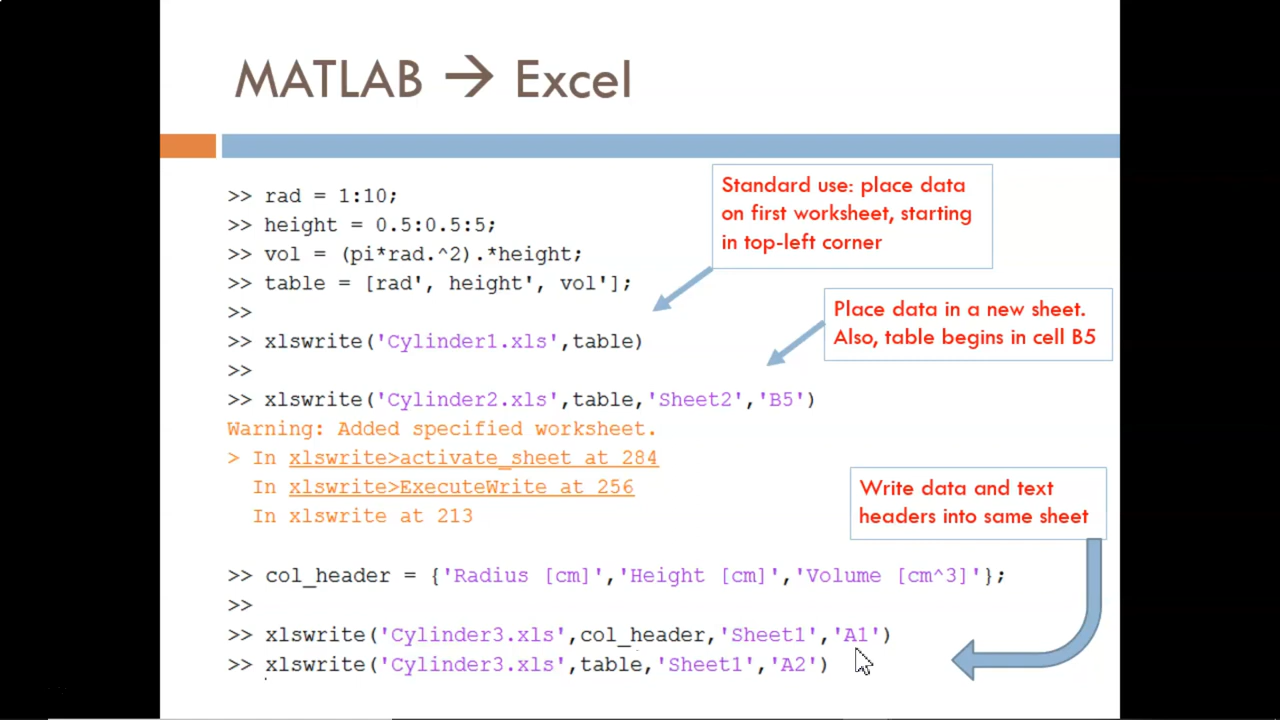 MATLAB → Excel
Standard use: place data
on first worksheet, starting
in top-left corner
>> rad = 1:10;
>> height = 0.5:0.5:5;
>> vol = (pi*rad.^2).*height;
>> table = [rad', height', vol'];
>>
Place data in a new sheet.
Also, table begins in cell B5
>> xlswrite('Cylinder1.xls',table)
>>
>> xlswrite('Cylinder2.xls',table,'Sheet2','B5')
Warning: Added specified worksheet.
> In xlswrite>activate_sheet at 284
In xlswrite>ExecuteWrite at 256
In xlswrite at 213
Write data and text
headers into same sheet
>> col_header = {'Radius [cm]','Height [cm]','Volume [cm^3]'};
>>
>> xlswrite('Cylinder3.xls',col_header,'Sheet1','A1')
>> xlswrite('Cylinder3.xls',table,'Sheet1','A2')